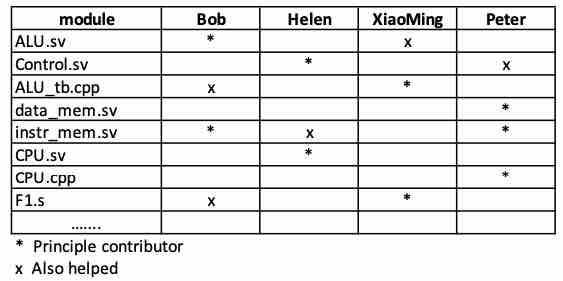 module Bob Helen XiaoMing Peter
ALU.sv * x
Control.sv * x
ALU_tb.cpp x *
data_mem.sv *
instr_mem.sv * x *
CPU.sv *
CPU.cpp *
F1.s x *
.......
* Principle contributor
x Also helped